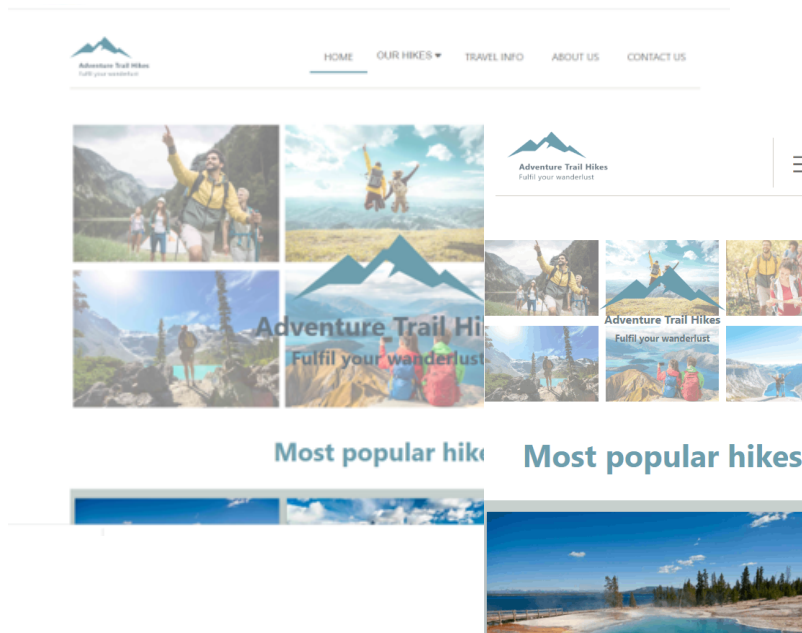 Adventure Trail Hikes
Fulfil your wanderlust
HOME OUR HIKES TRAVEL INFO ABOUT US CONTACT US
Adventure Trail Hi
Fulfil your wanderlust
Most popular hike
Adventure Trail Hikes
Fulfil your wanderlust
Adventure Trail Hikes
Fulfil your wanderlust
Most popular hikes